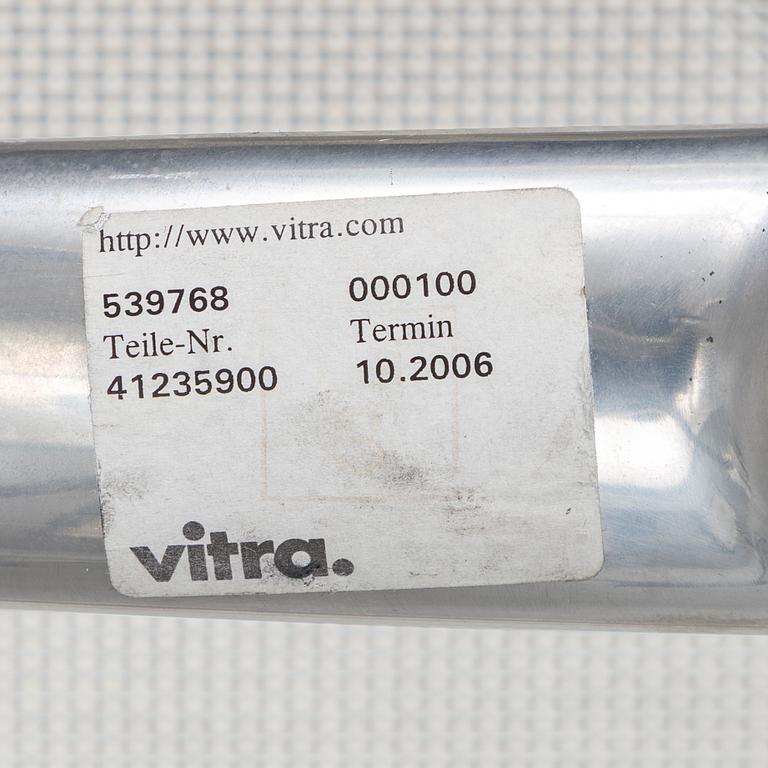 http://www.vitra.com
539768 000100
Teile-Nr. Termin
41235900 10.2006
vitra.